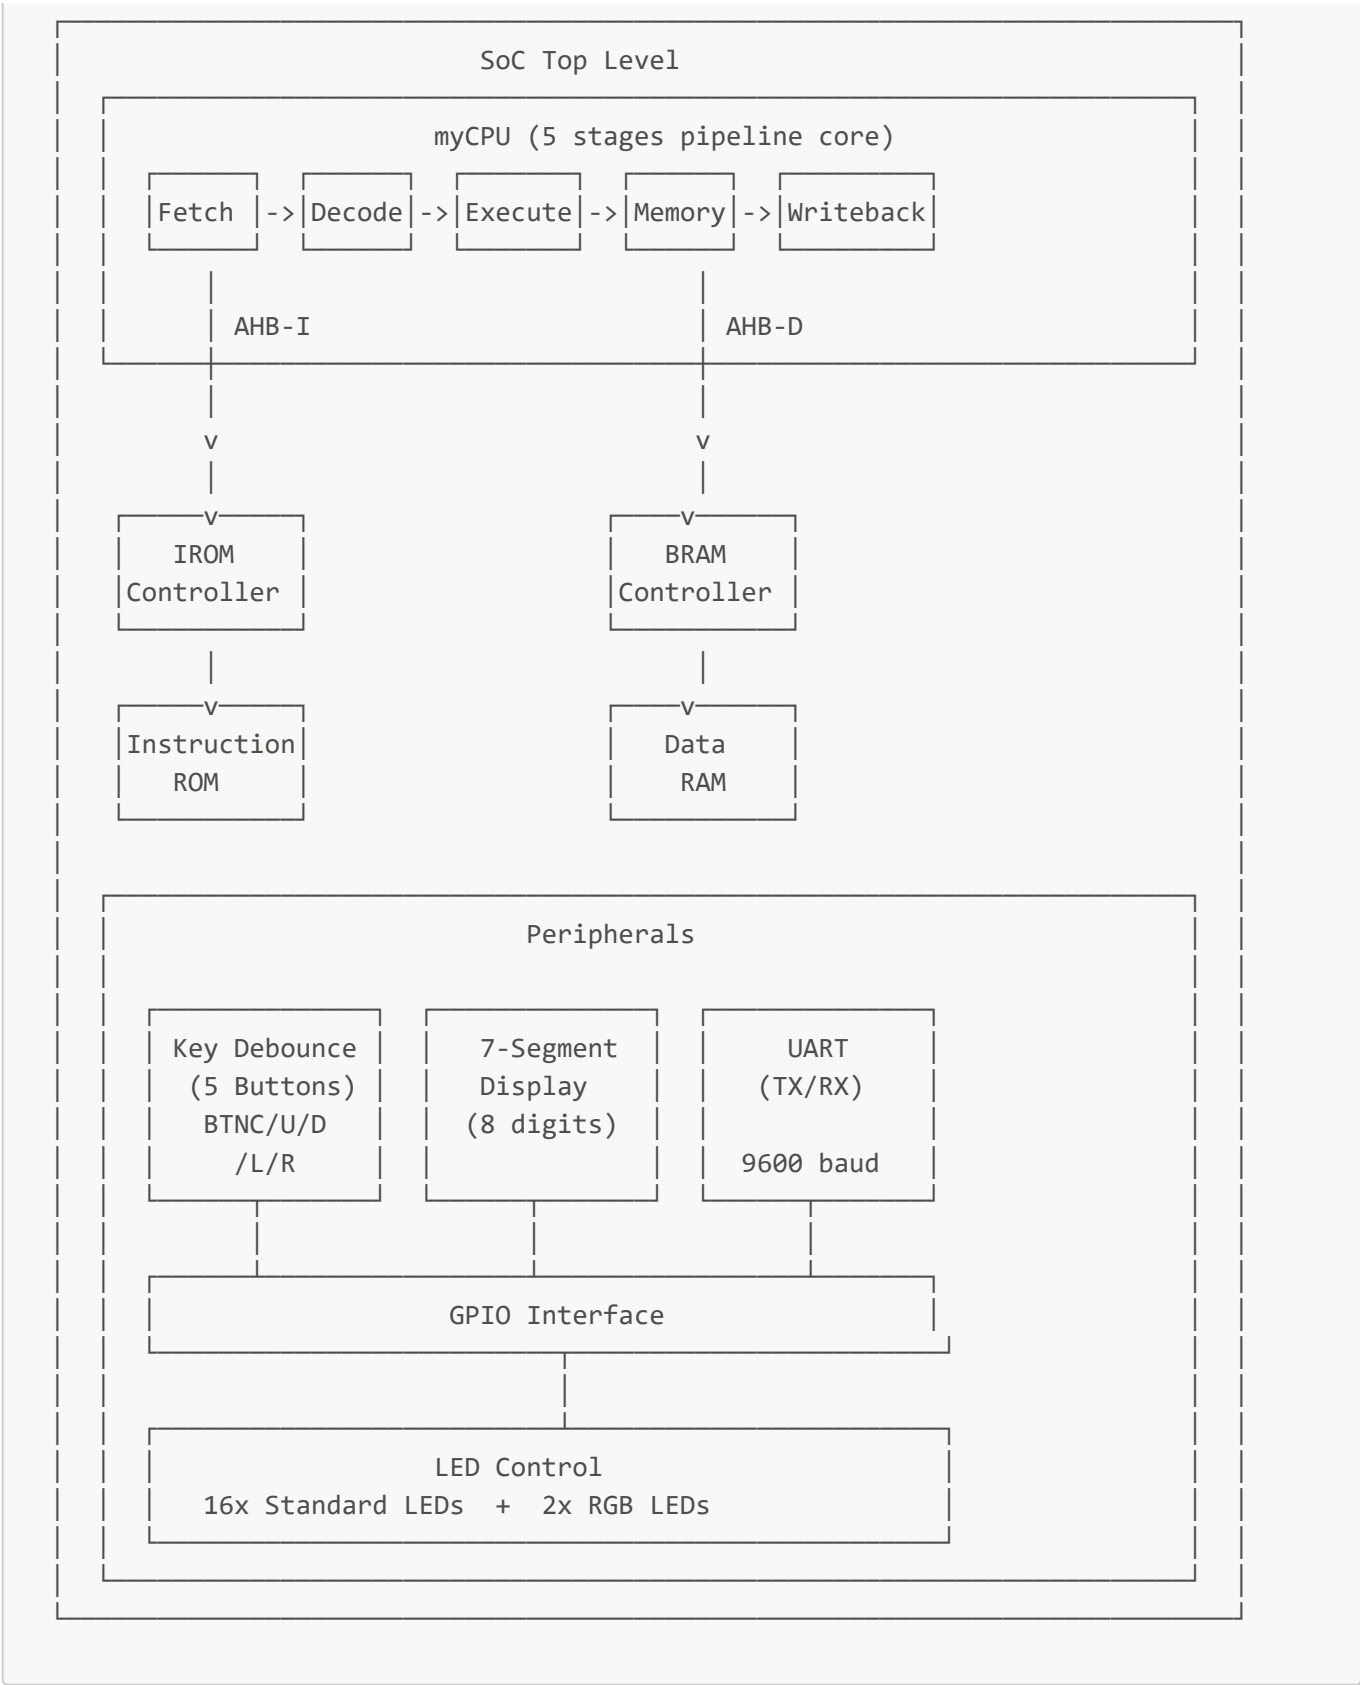 SoC Top Level
myCPU (5 stages pipeline core)
Fetch -> Decode -> Execute -> Memory -> Writeback
AHB-I AHB-D
v v
v v
IROM BRAM
Controller Controller
v v
Instruction Data
ROM RAM
Peripherals
Key Debounce 7-Segment UART
(5 Buttons) Display (TX/RX)
BTNC/U/D (8 digits)
/L/R 9600 baud
GPIO Interface
LED Control
16x Standard LEDs + 2x RGB LEDs